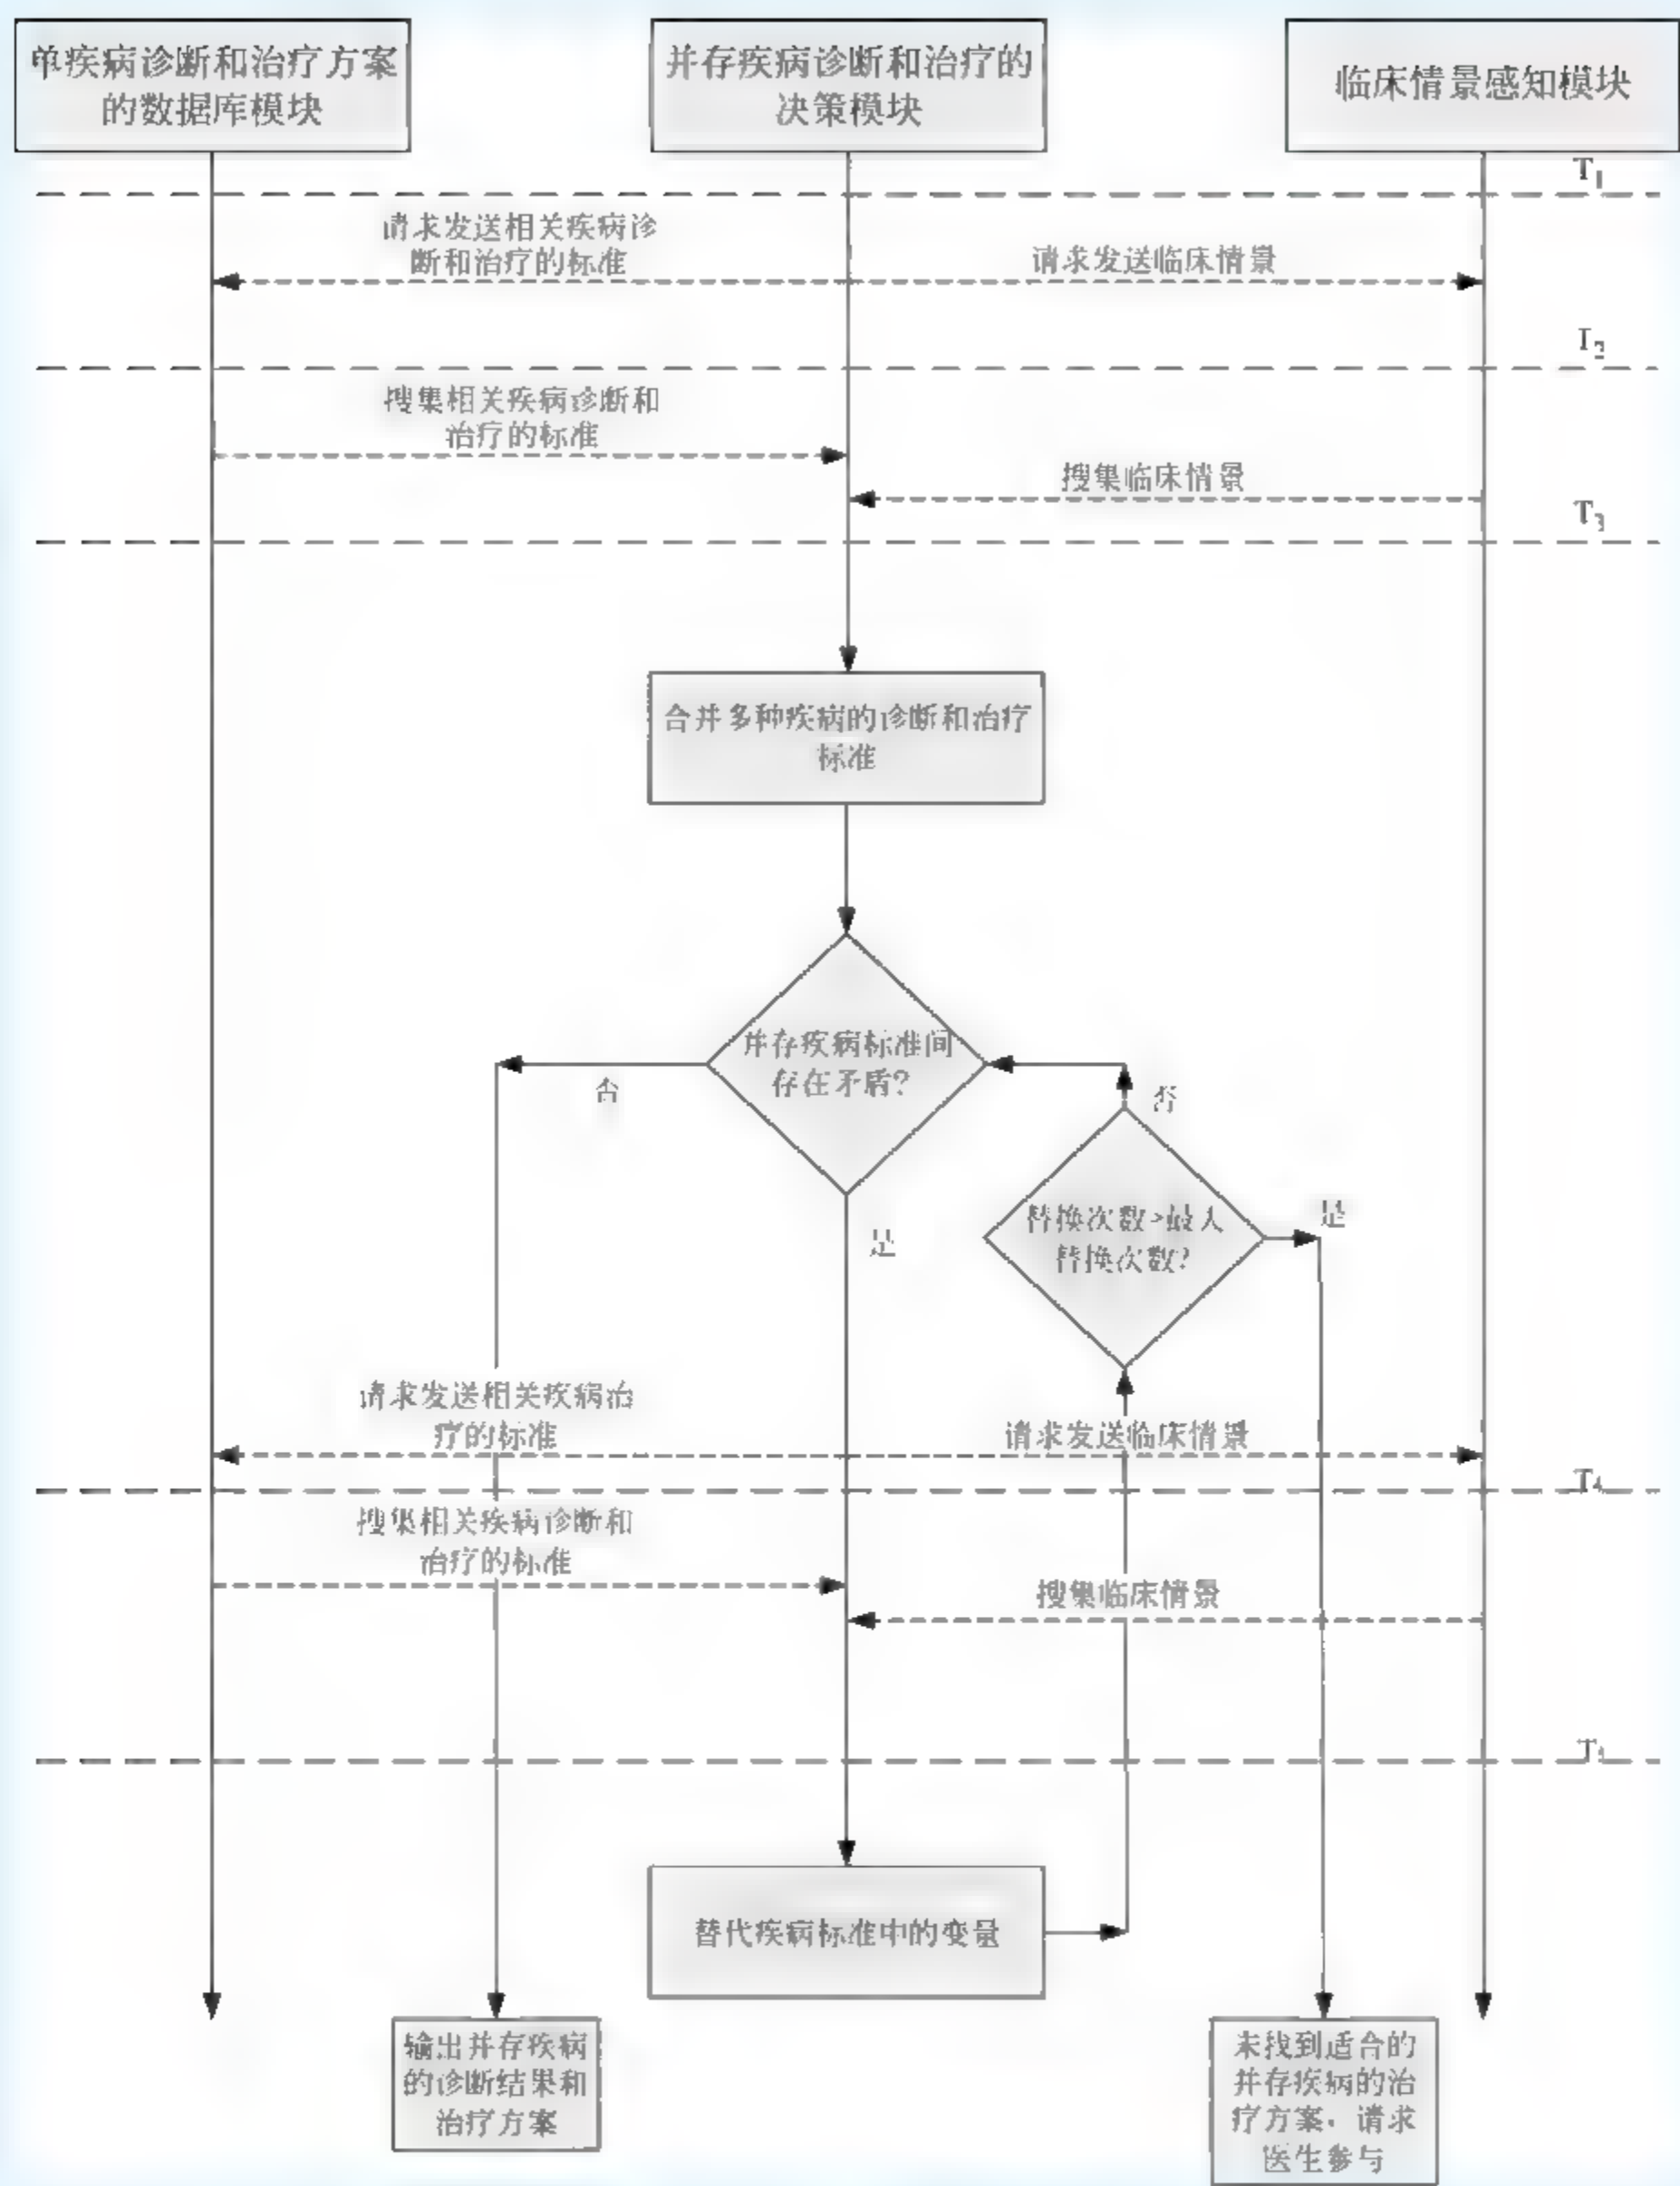 单疾病诊断和治疗方案
的数据库模块
并存疾病诊断和治疗的
决策模块
临床情景感知模块
T1
请求发送相关疾病诊
断和治疗的标准
请求发送临床情景
T2
搜集相关疾病诊断和
治疗的标准
搜集临床情景
T3
合并多种疾病的诊断和治疗
标准
并存疾病标准间
存在矛盾?
否
否
是
替换次数>最大
替换次数?
是
请求发送相关疾病治
疗的标准
请求发送临床情景
T4
搜集相关疾病诊断和
治疗的标准
搜集临床情景
替代疾病标准中的变量
输出并存疾病
的诊断结果和
治疗方案
未找到适合的
并存疾病的治
疗方案,请求
医生参与